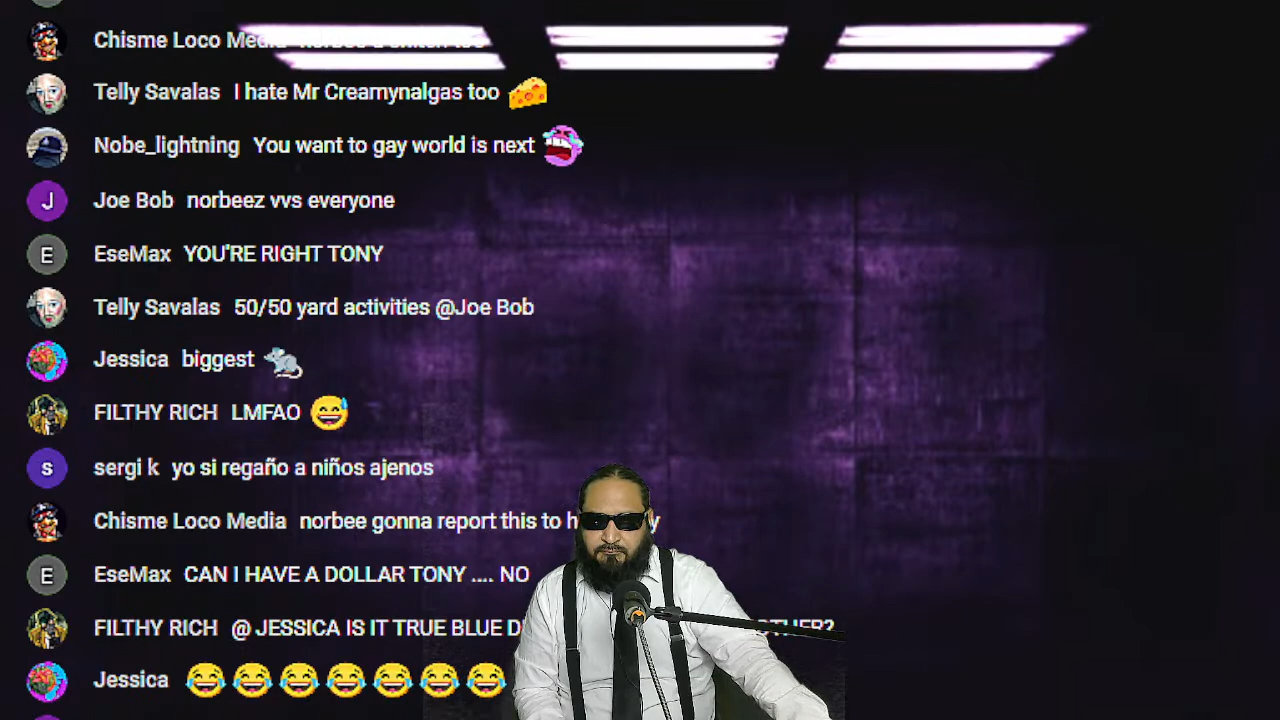 Chisme Loco Media
Telly Savalas I hate Mr Creamynalgas too
Nobe_lightning You want to gay world is next
J Joe Bob norbeez vvs everyone
E EseMax YOU'RE RIGHT TONY
Telly Savalas 50/50 yard activities @Joe Bob
Jessica biggest
FILTHY RICH LMFAO
s sergi k yo si regaño a niños ajenos
Chisme Loco Media norbee gonna report this to
E EseMax CAN I HAVE A DOLLAR TONY .... NO
FILTHY RICH @ JESSICA IS IT TRUE BLUE
Jessica